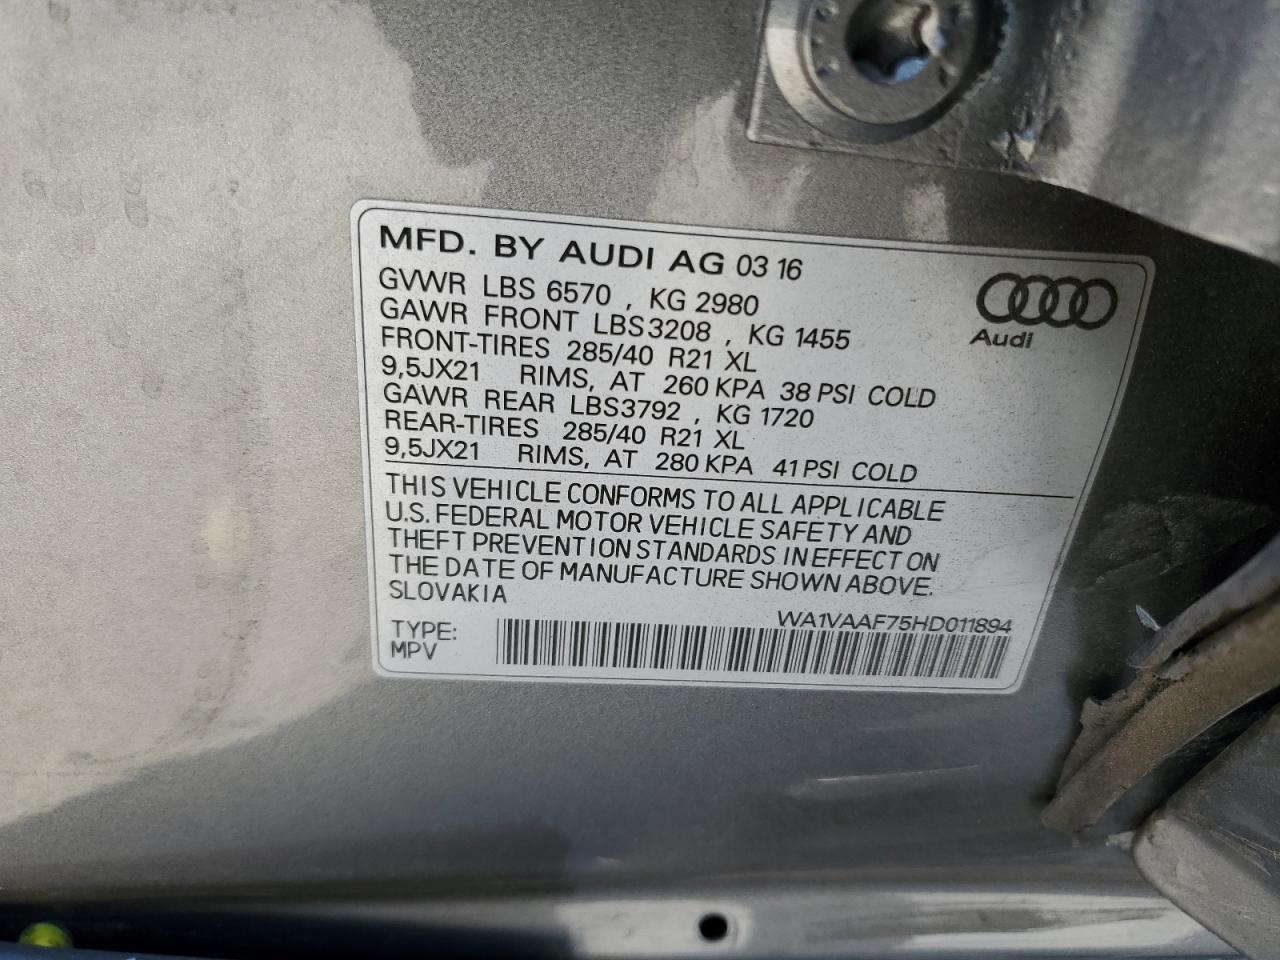 MFD. BY AUDI AG 03 16
GVWR LBS 6570 , KG 2980
GAWR FRONT LBS3208 , KG 1455
FRONT-TIRES 285/40 R21 XL
9,5JX21 RIMS, AT 260 KPA 38 PSI COLD
GAWR REAR LBS3792 , KG 1720
REAR-TIRES 285/40 R21 XL
9,5JX21 RIMS, AT 280 KPA 41 PSI COLD
Audi
THIS VEHICLE CONFORMS TO ALL APPLICABLE
U.S. FEDERAL MOTOR VEHICLE SAFETY AND
THEFT PREVENTION STANDARDS IN EFFECT ON
THE DATE OF MANUFACTURE SHOWN ABOVE.
SLOVAKIA
WA1VAAF75HD011894
TYPE:
MPV